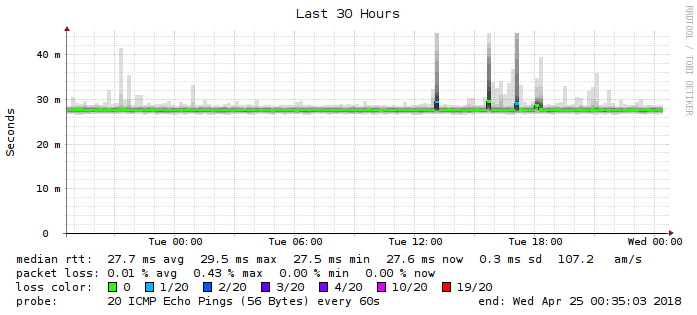 Last 30 Hours
RRDTOOL / TOBI OETIKER
Seconds
40 m
30 m
20 m
10 m
0
Tue 00:00 Tue 06:00 Tue 12:00 Tue 18:00 Wed 00:00
median rtt: 27.7 ms avg 29.5 ms max 27.5 ms min 27.6 ms now 0.3 ms sd 107.2 am/s
packet loss: 0.01 % avg 0.43 % max 0.00 % min 0.00 % now
loss color: 0 1/20 2/20 3/20 4/20 10/20 19/20
probe: 20 ICMP Echo Pings (56 Bytes) every 60s end: Wed Apr 25 00:35:03 2018